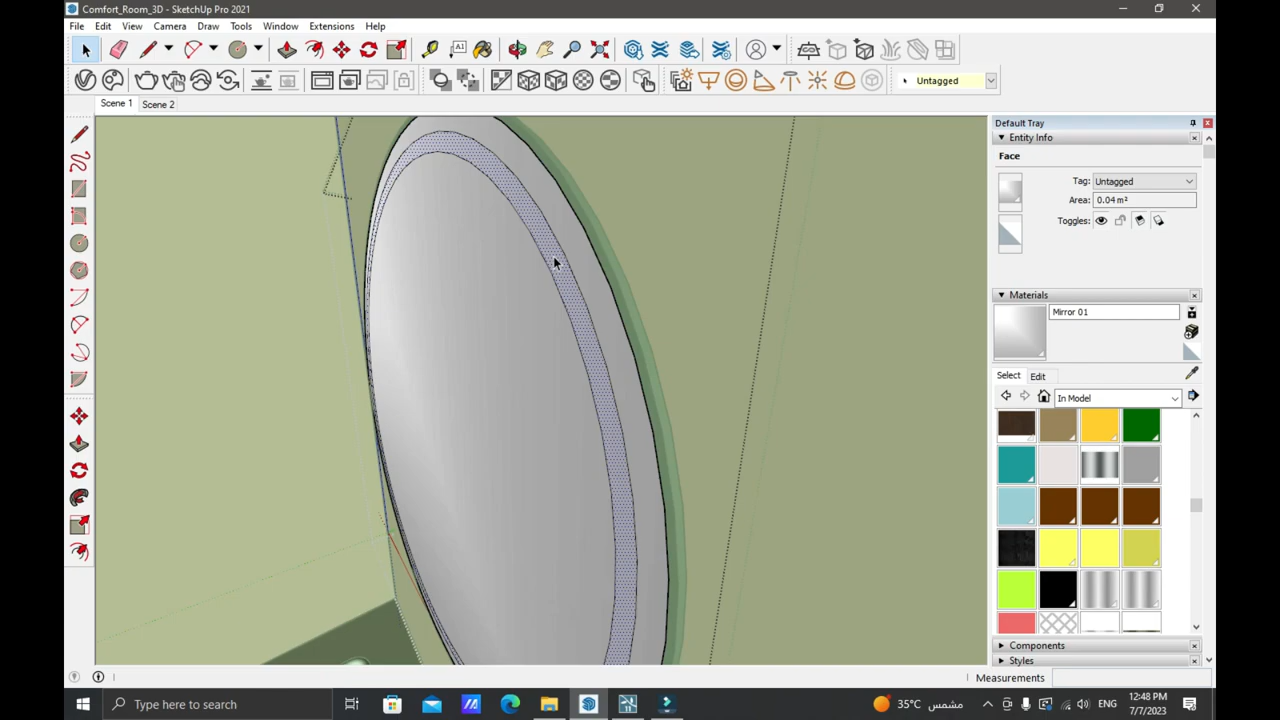 Comfort_Room_3D - SketchUp Pro 2021
File Edit View Camera Draw Tools Window Extensions Help
A1
Untagged
Scene 1 Scene 2
Default Tray
Entity Info
Face
Tag: Untagged
Area: 0.04 m²
Toggles:
Materials
Mirror 01
Select Edit
In Model
Components
Styles
Measurements
Type here to search
35°C مشمس
ENG
12:48 PM
7/7/2023